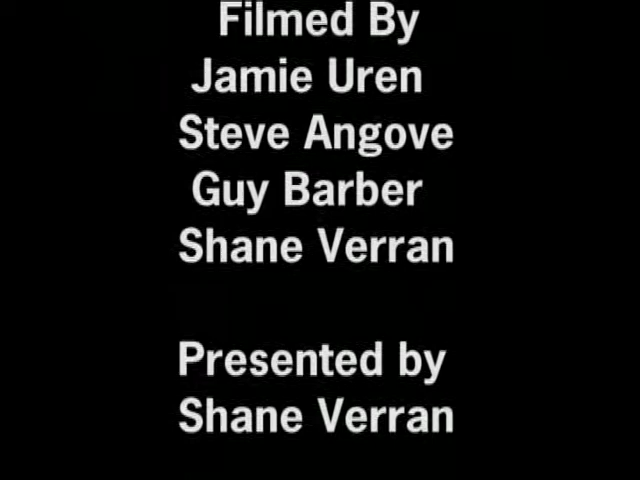 Filmed By
Jamie Uren
Steve Angove
Guy Barber
Shane Verran
Presented by
Shane Verran